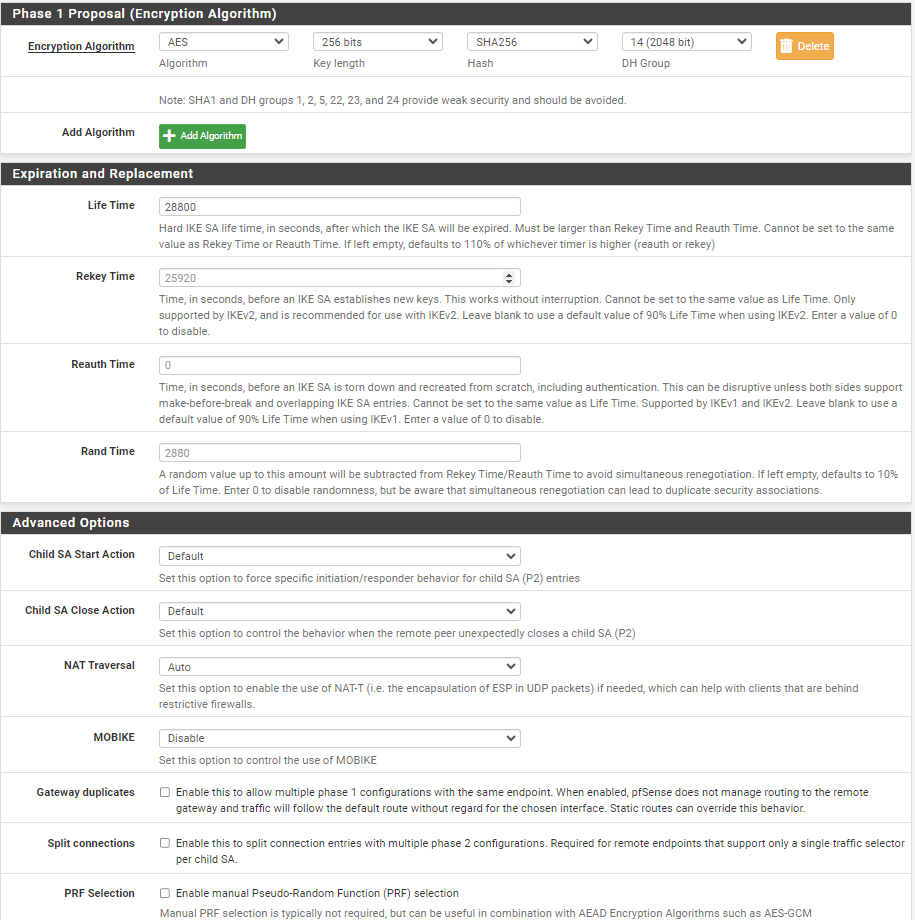 Phase 1 Proposal (Encryption Algorithm)
Encryption Algorithm AES 256 bits SHA256 14 (2048 bit) Delete
Algorithm Key length Hash DH Group
Note: SHA1 and DH groups 1, 2, 5, 22, 23, and 24 provide weak security and should be avoided.
Add Algorithm Add Algorithm
Expiration and Replacement
Life Time 28800
Hard IKE SA life time, in seconds, after which the IKE SA will be expired. Must be larger than Rekey Time and Reauth Time. Cannot be set to the same
value as Rekey Time or Reauth Time. If left empty, defaults to 110% of whichever timer is higher (reauth or rekey)
Rekey Time 25920
Time, in seconds, before an IKE SA establishes new keys. This works without interruption. Cannot be set to the same value as Life Time. Only
supported by IKEv2, and is recommended for use with IKEv2. Leave blank to use a default value of 90% Life Time when using IKEv2. Enter a value of 0
to disable.
Reauth Time 0
Time, in seconds, before an IKE SA is torn down and recreated from scratch, including authentication. This can be disruptive unless both sides support
make-before-break and overlapping IKE SA entries. Cannot be set to the same value as Life Time. Supported by IKEv1 and IKEv2. Leave blank to use a
default value of 90% Life Time when using IKEv1. Enter a value of 0 to disable.
Rand Time 2880
A random value up to this amount will be subtracted from Rekey Time/Reauth Time to avoid simultaneous renegotiation. If left empty, defaults to 10%
of Life Time. Enter 0 to disable randomness, but be aware that simultaneous renegotiation can lead to duplicate security associations.
Advanced Options
Child SA Start Action Default
Set this option to force specific initiation/responder behavior for child SA (P2) entries
Child SA Close Action Default
Set this option to control the behavior when the remote peer unexpectedly closes a child SA (P2)
NAT Traversal Auto
Set this option to enable the use of NAT-T (i.e. the encapsulation of ESP in UDP packets) if needed, which can help with clients that are behind
restrictive firewalls.
MOBIKE Disable
Set this option to control the use of MOBIKE
Gateway duplicates Enable this to allow multiple phase 1 configurations with the same endpoint. When enabled, pfSense does not manage routing to the remote
gateway and traffic will follow the default route without regard for the chosen interface. Static routes can override this behavior.
Split connections Enable this to split connection entries with multiple phase 2 configurations. Required for remote endpoints that support only a single traffic selector
per child SA.
PRF Selection Enable manual Pseudo-Random Function (PRF) selection
Manual PRF selection is typically not required, but can be useful in combination with AEAD Encryption Algorithms such as AES-GCM